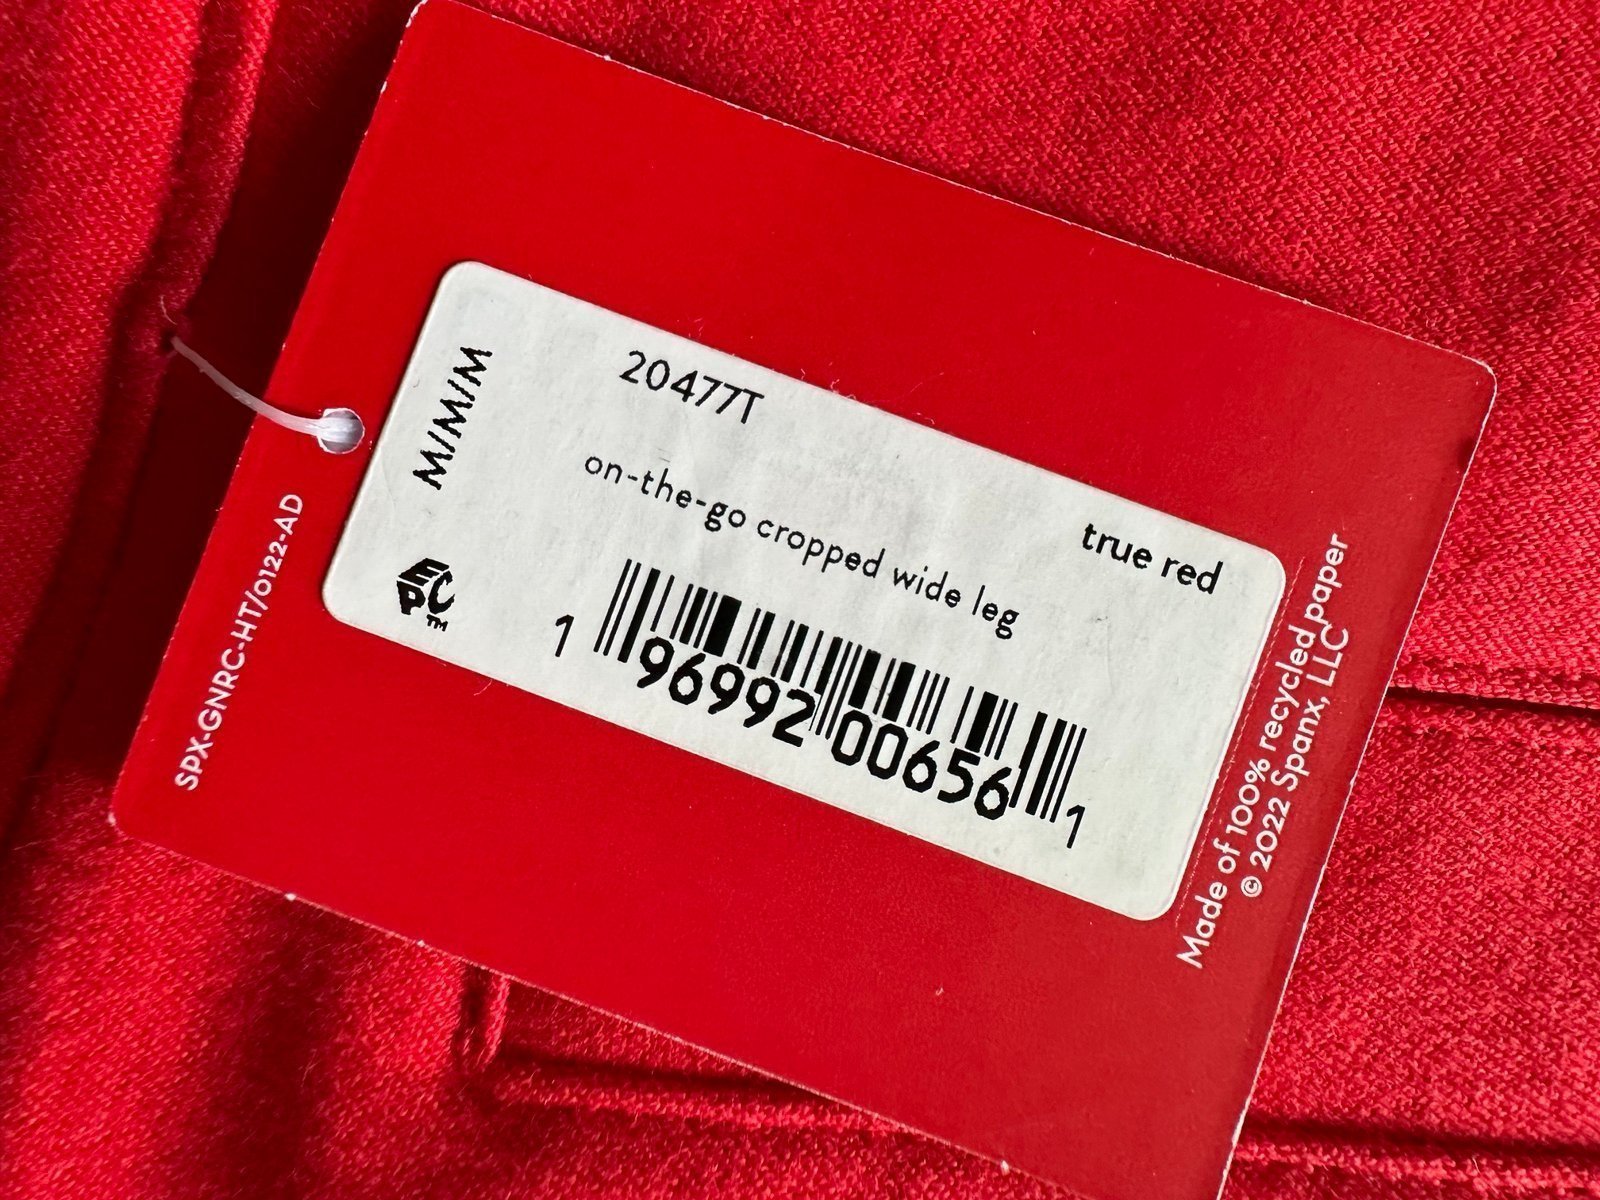 M/M/M
20477T
on-the-go cropped wide leg
true red
EPC™
1 96992 00656 1
SPX-GNRC-HT/0122-AD
Made of 100% recycled paper
© 2022 Spanx, LLC